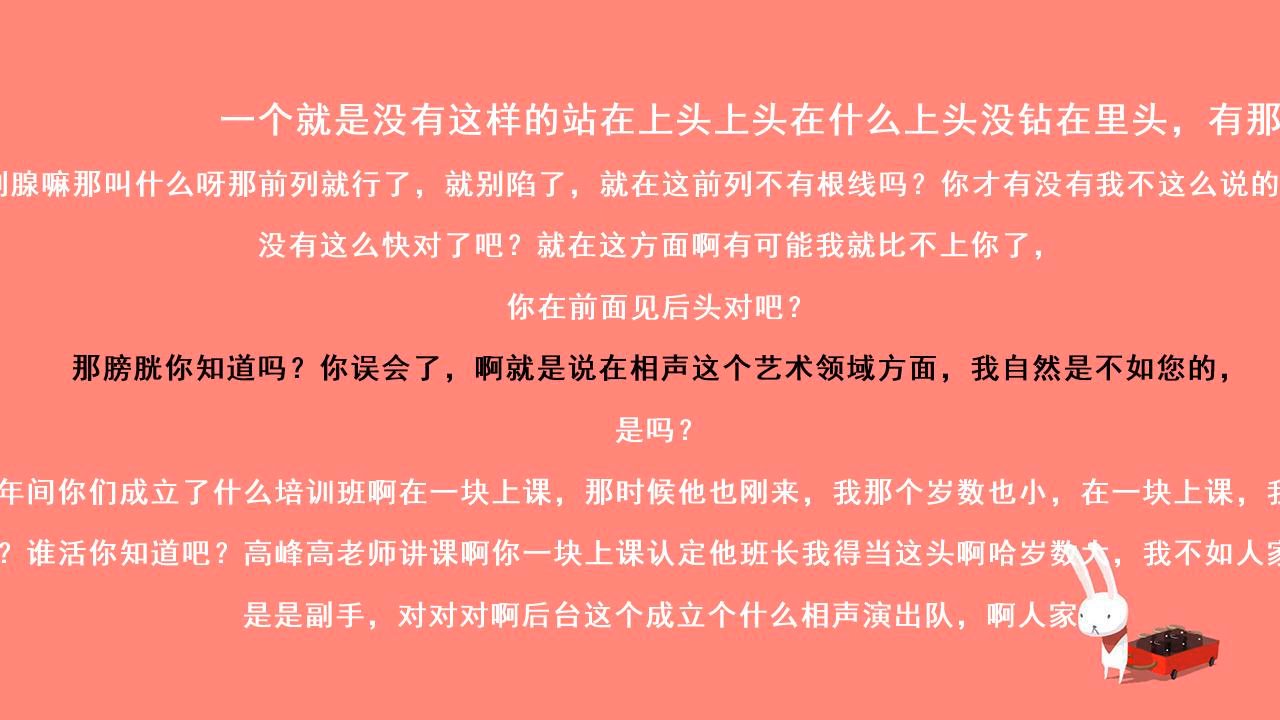 一个就是没有这样的站在上头上头在什么上头没钻在里头，有那
列腺嘛那叫什么呀那前列就行了，就别陷了，就在这前列不有根线吗？你才有没有我不这么说的
没有这么快对了吧？就在这方面啊有可能我就比不上你了，
你在前面见后头对吧？
那膀胱你知道吗？你误会了，啊就是说在相声这个艺术领域方面，我自然是不如您的，
是吗？
年间你们成立了什么培训班啊在一块上课，那时候他也刚来，我那个岁数也小，在一块上课，我
？谁活你知道吧？高峰高老师讲课啊你一块上课认定他班长我得当这头啊哈岁数大，我不如人家
是是副手，对对对啊后台这个成立个什么相声演出队，啊人家